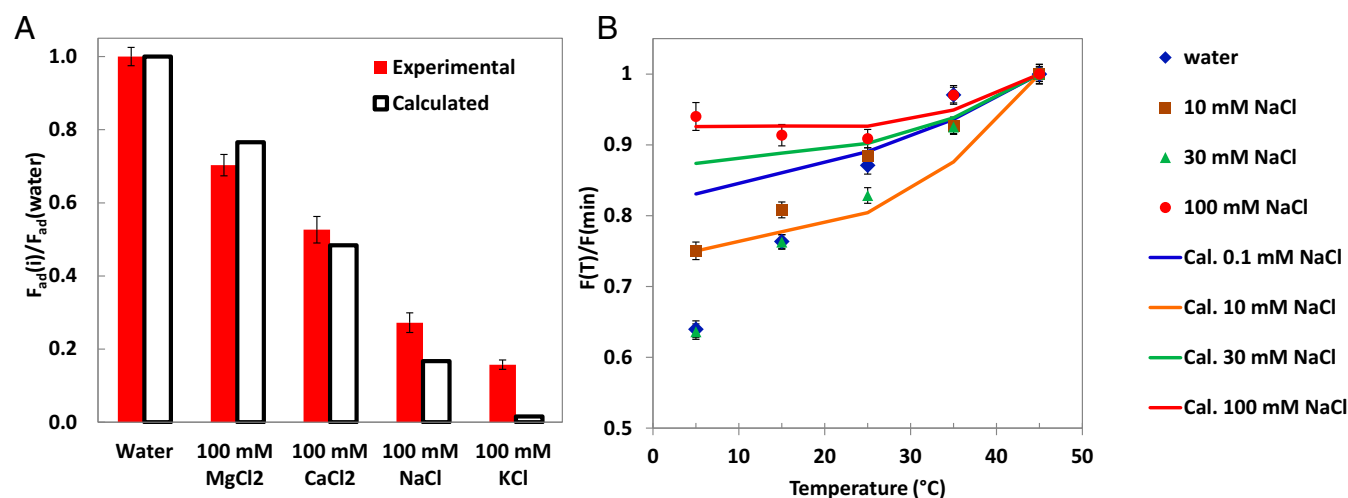 A
F_ad(i)/F_ad(water)
1.0
0.8
0.6
0.4
0.2
0.0
Experimental
Calculated
Water
100 mM
MgCl2
100 mM
CaCl2
100 mM
NaCl
100 mM
KCl
B
F(T)/F(min)
1
0.9
0.8
0.7
0.6
0.5
0
10
20
30
40
50
Temperature (°C)
water
10 mM NaCl
30 mM NaCl
100 mM NaCl
Cal. 0.1 mM NaCl
Cal. 10 mM NaCl
Cal. 30 mM NaCl
Cal. 100 mM NaCl